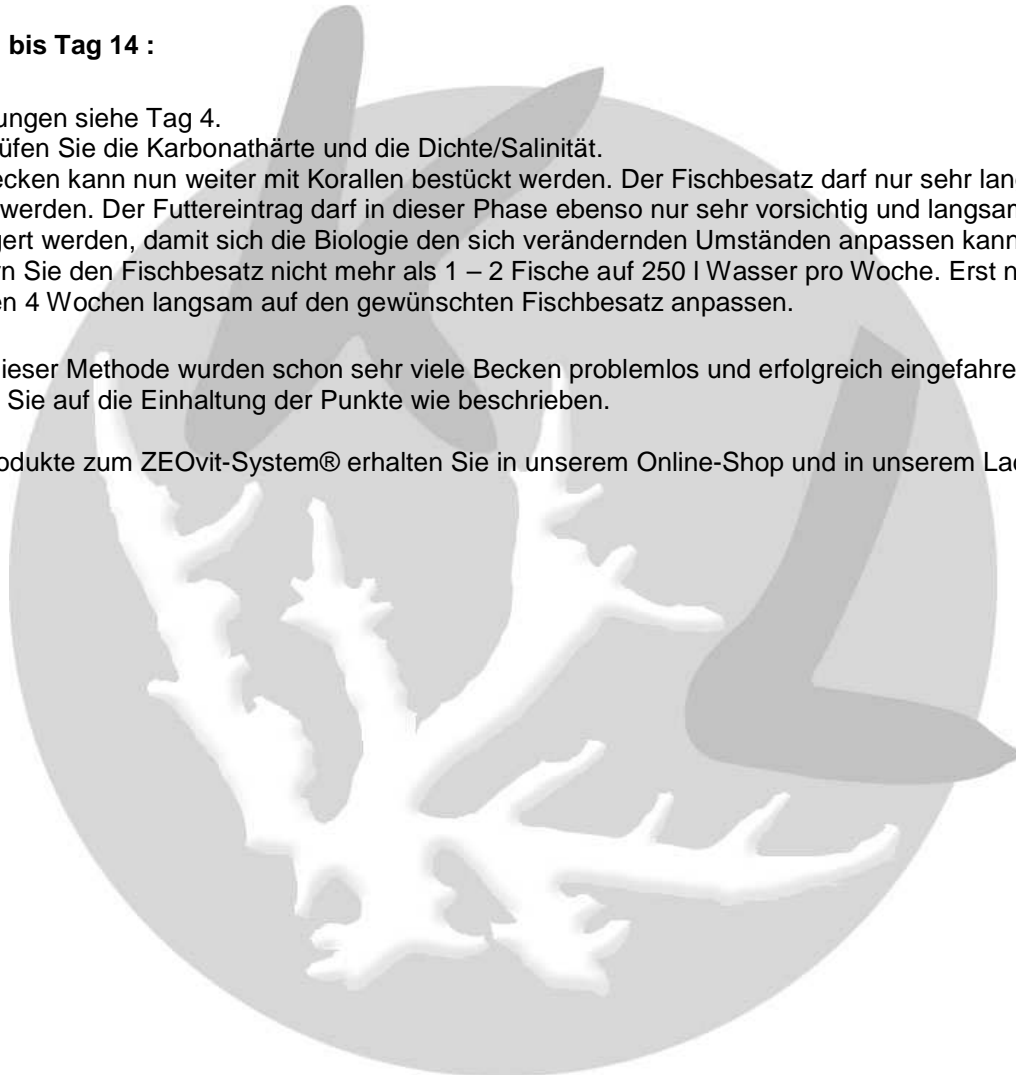 bis Tag 14 :
ungen siehe Tag 4.
üfen Sie die Karbonathärte und die Dichte/Salinität.
ecken kann nun weiter mit Korallen bestückt werden. Der Fischbesatz darf nur sehr lan
werden. Der Futtereintrag darf in dieser Phase ebenso nur sehr vorsichtig und langsam
gert werden, damit sich die Biologie den sich verändernden Umständen anpassen kann
rn Sie den Fischbesatz nicht mehr als 1 – 2 Fische auf 250 l Wasser pro Woche. Erst n
en 4 Wochen langsam auf den gewünschten Fischbesatz anpassen.
ieser Methode wurden schon sehr viele Becken problemlos und erfolgreich eingefahre
Sie auf die Einhaltung der Punkte wie beschrieben.
odukte zum ZEOvit-System® erhalten Sie in unserem Online-Shop und in unserem La